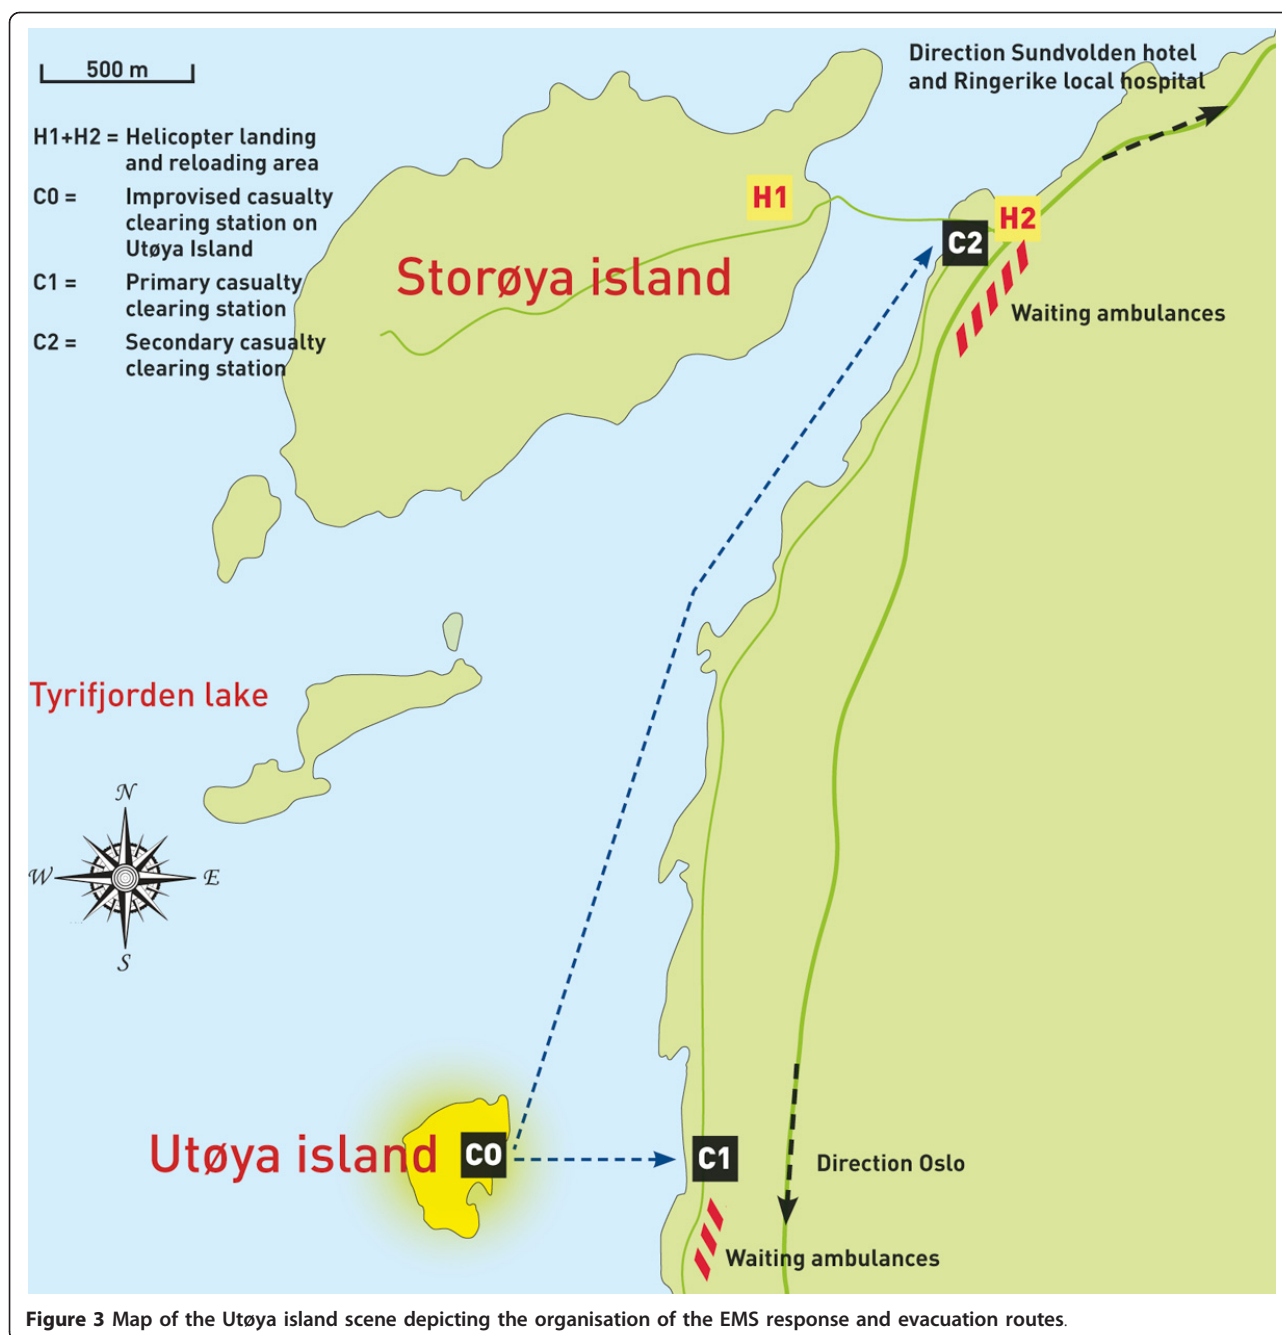 500 m
Direction Sundvolden hotel
and Ringerike local hospital
H1+H2 = Helicopter landing
and reloading area
C0 = Improvised casualty
clearing station on
Utøya Island
C1 = Primary casualty
clearing station
C2 = Secondary casualty
clearing station
H1
H2
C2
Storøya island
Waiting ambulances
Tyrifjorden lake
N
W E
S
Utøya island
C0
C1
Direction Oslo
Waiting ambulances
Figure 3 Map of the Utøya island scene depicting the organisation of the EMS response and evacuation routes.